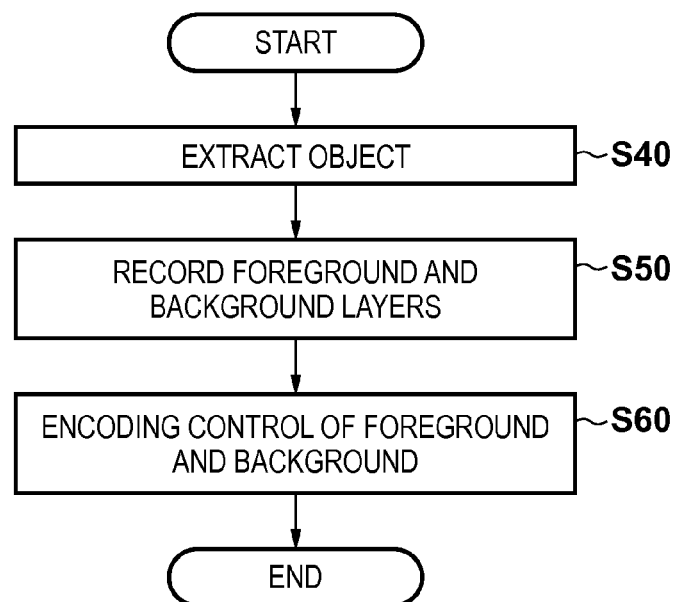 START
EXTRACT OBJECT
S40
RECORD FOREGROUND AND
BACKGROUND LAYERS
S50
ENCODING CONTROL OF FOREGROUND
AND BACKGROUND
S60
END